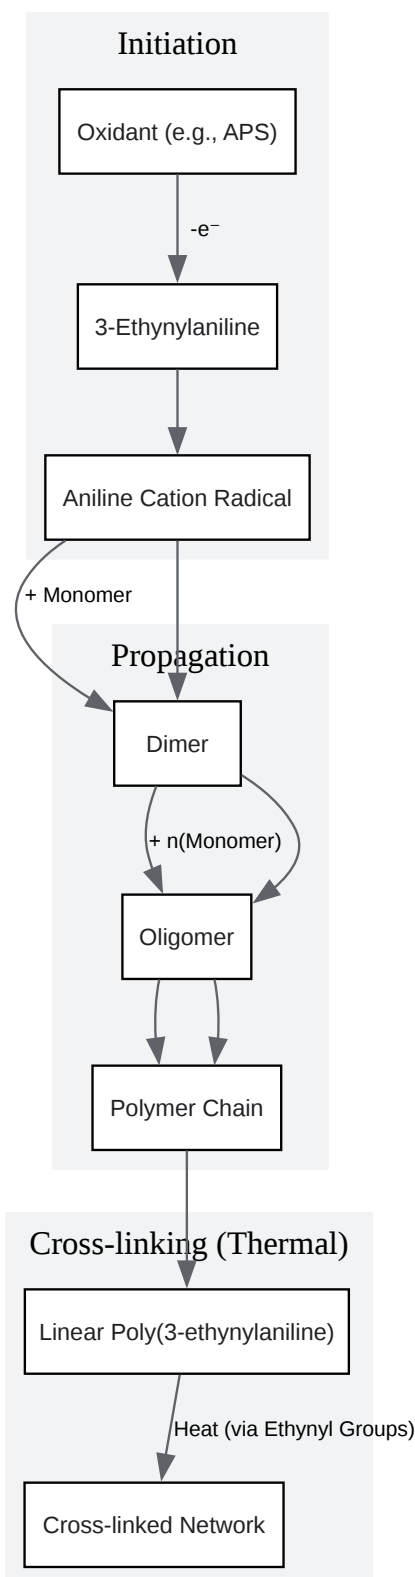 Initiation
Oxidant (e.g., APS)
-e⁻
3-Ethynylaniline
Aniline Cation Radical
+ Monomer
Propagation
Dimer
+ n(Monomer)
Oligomer
Polymer Chain
Cross-linking (Thermal)
Linear Poly(3-ethynylaniline)
Heat (via Ethynyl Groups)
Cross-linked Network